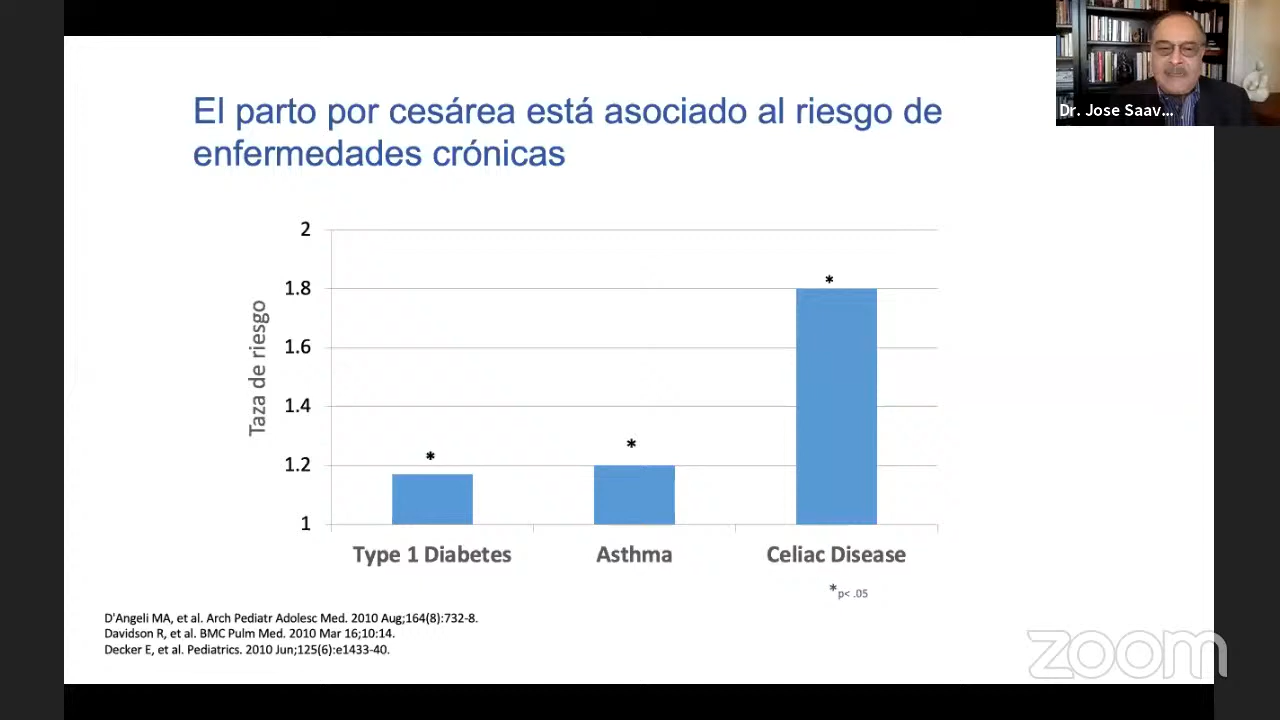 Dr. Jose Saav...
El parto por cesárea está asociado al riesgo de
enfermedades crónicas
Taza de riesgo
2
1.8
1.6
1.4
1.2
1
*
*
*
Type 1 Diabetes
Asthma
Celiac Disease
*p< .05
D'Angeli MA, et al. Arch Pediatr Adolesc Med. 2010 Aug;164(8):732-8.
Davidson R, et al. BMC Pulm Med. 2010 Mar 16;10:14.
Decker E, et al. Pediatrics. 2010 Jun;125(6):e1433-40.
zoom